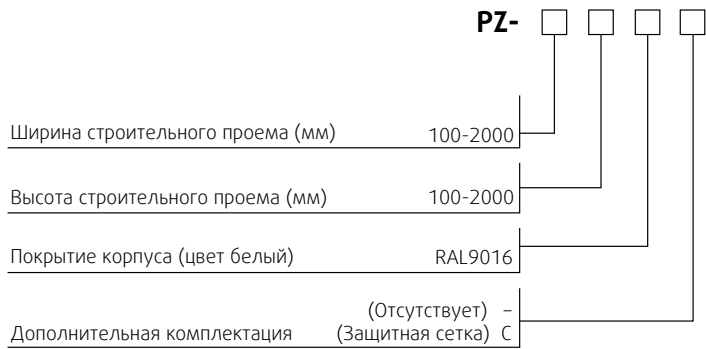 PZ-
Ширина строительного проема (мм) 100-2000
Высота строительного проема (мм) 100-2000
Покрытие корпуса (цвет белый) RAL9016
(Отсутствует) –
Дополнительная комплектация (Защитная сетка) С